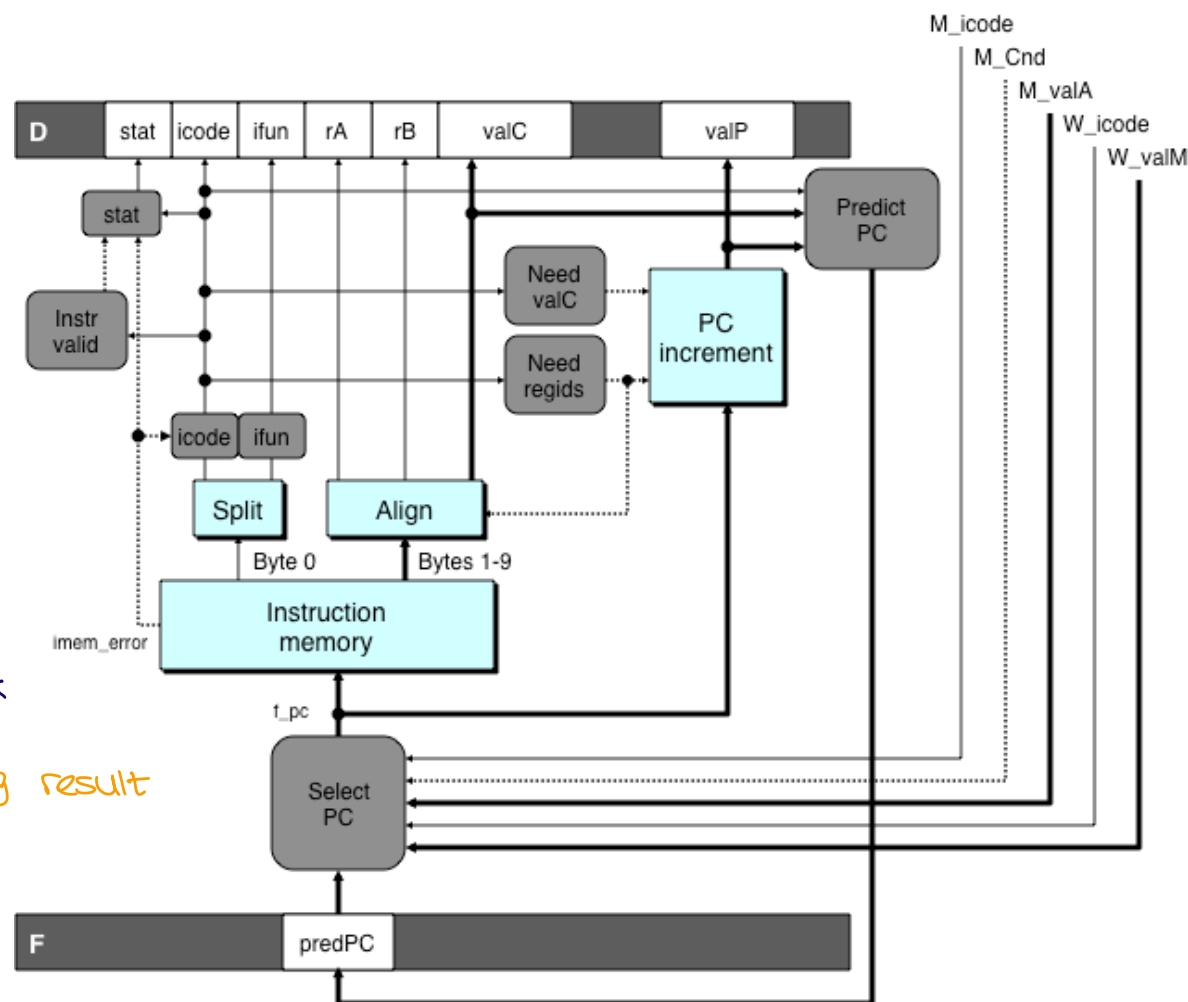 M_icode
M_Cnd
M_valA
W_icode
W_valM
D
stat
icode
ifun
rA
rB
valC
valP
stat
Predict
PC
Need
valC
Instr
valid
PC
increment
Need
regids
icode
ifun
Split
Align
Byte 0
Bytes 1-9
Instruction
memory
imem_error
f_pc
result
Select
PC
F
predPC